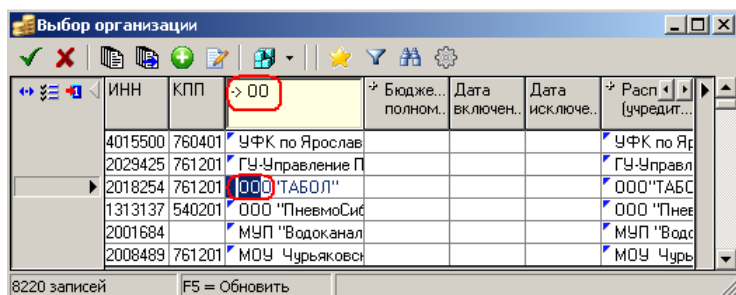 Выбор организации
ИНН КПП -> ОО Бюдже... Дата Дата Расп
полном.. включен.. исключе.. (учредит...
4015500 760401 УФК по Ярослав УФК по Яр
2029425 761201 ГУ-Управление П ГУ-Управл
2018254 761201 ООО"ТАБОЛ" ООО"ТАБС
1313137 540201 ООО "ПневмоСиб ООО "Пнев
2001684 МУП "Водоканал МУП "Водо
2008489 761201 МОУ Чурьяковск МОУ Чурь
8220 записей F5 = Обновить